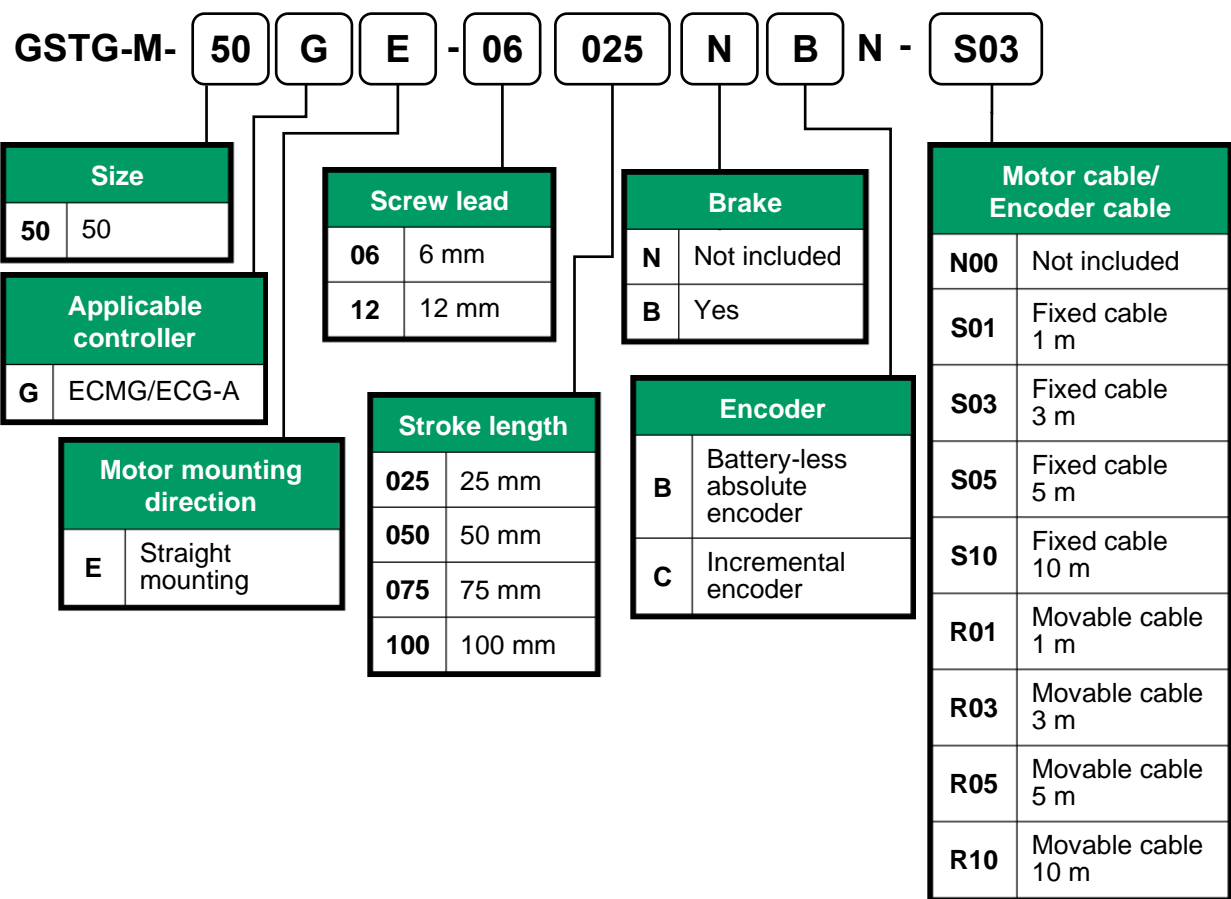 GSTG-M- 50 G E - 06 025 N B N - S03
Size
50 50
Applicable
controller
G ECMG/ECG-A
Motor mounting
direction
E Straight
mounting
Screw lead
06 6 mm
12 12 mm
Stroke length
025 25 mm
050 50 mm
075 75 mm
100 100 mm
Brake
N Not included
B Yes
Encoder
B Battery-less
absolute
encoder
C Incremental
encoder
Motor cable/
Encoder cable
N00 Not included
S01 Fixed cable
1 m
S03 Fixed cable
3 m
S05 Fixed cable
5 m
S10 Fixed cable
10 m
R01 Movable cable
1 m
R03 Movable cable
3 m
R05 Movable cable
5 m
R10 Movable cable
10 m